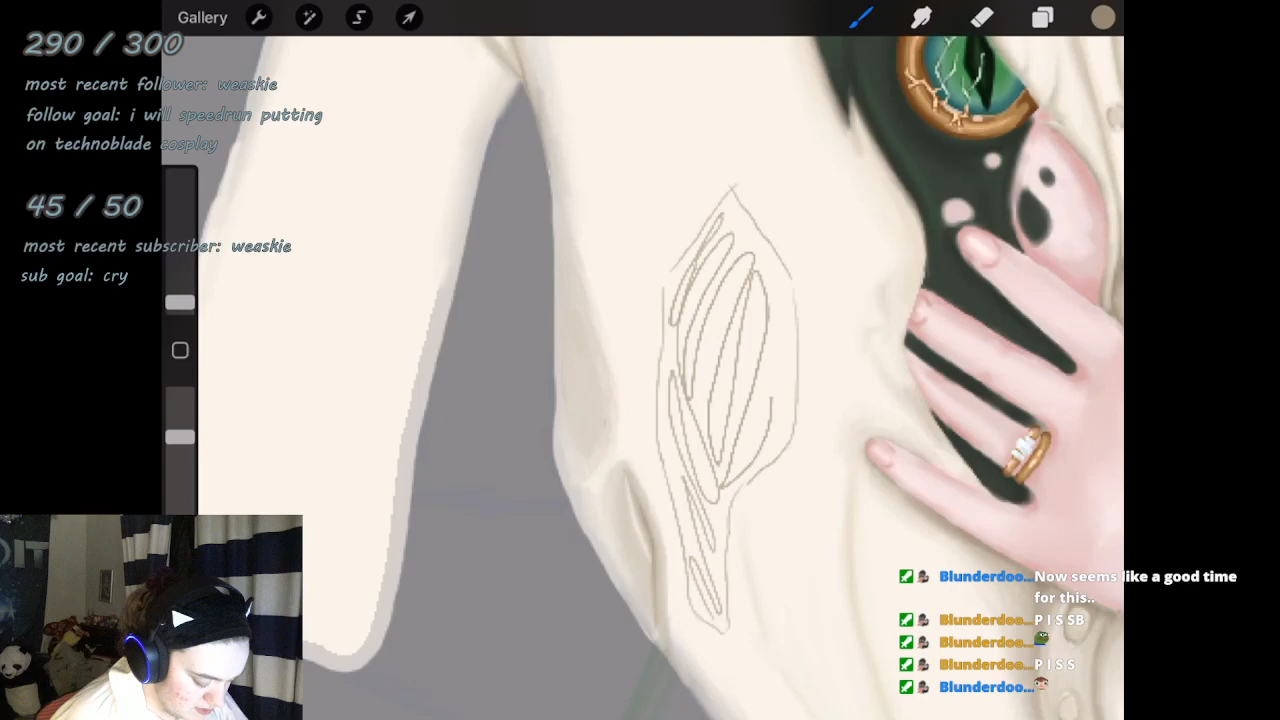 Gallery
290 / 300
most recent follower: weaskie
follow goal: i will speedrun putting
on technoblade cosplay
45 / 50
most recent subscriber: weaskie
sub goal: cry
Blunderdoo... Now seems like a good time
for this..
Blunderdoo... P I S SB
Blunderdoo...
Blunderdoo... P I S S
Blunderdoo...